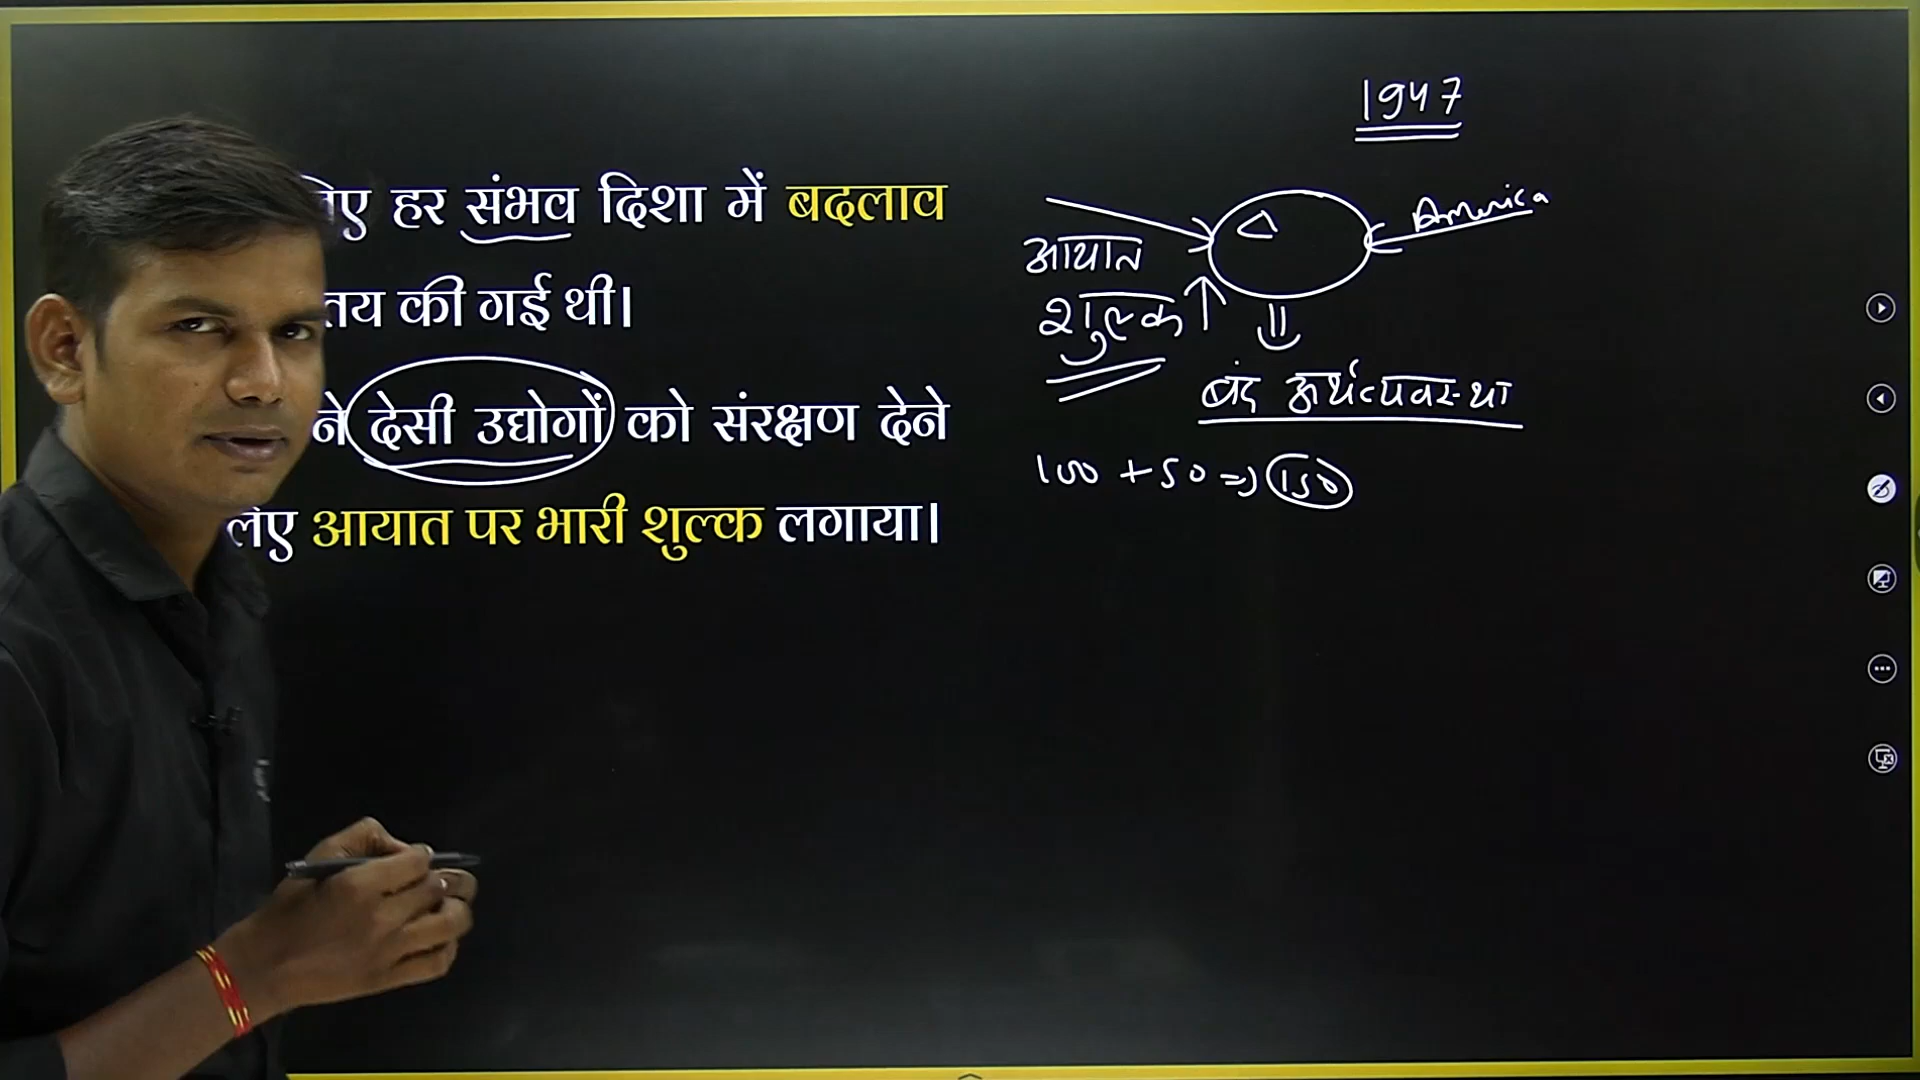 हर संभव दिशा में बदलाव
तय की गई थी।
ने देसी उद्योगों को संरक्षण देने
आयात पर भारी शुल्क लगाया।
1947
America
आयात
शुल्क
बंद अर्थव्यवस्था
100 + 50 => 150